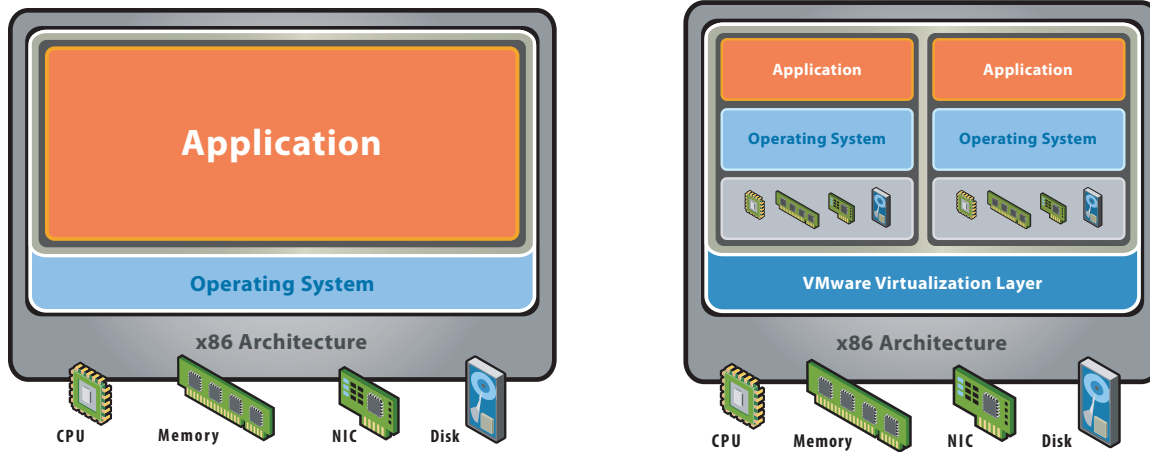 Application
Operating System
x86 Architecture
CPU
Memory
NIC
Disk
Application
Application
Operating System
Operating System
VMware Virtualization Layer
x86 Architecture
CPU
Memory
NIC
Disk